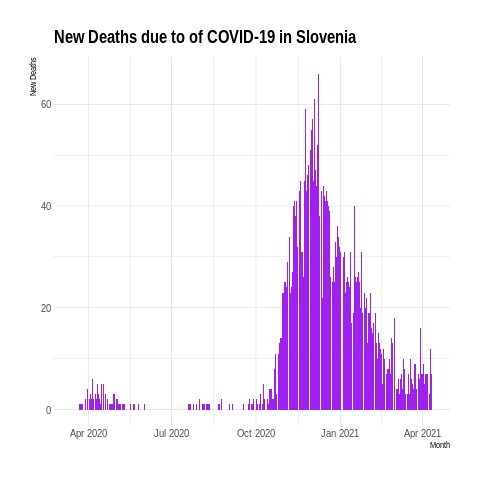 New Deaths due to of COVID-19 in Slovenia
New Deaths
60
40
20
0
Apr 2020 Jul 2020 Oct 2020 Jan 2021 Apr 2021
Month